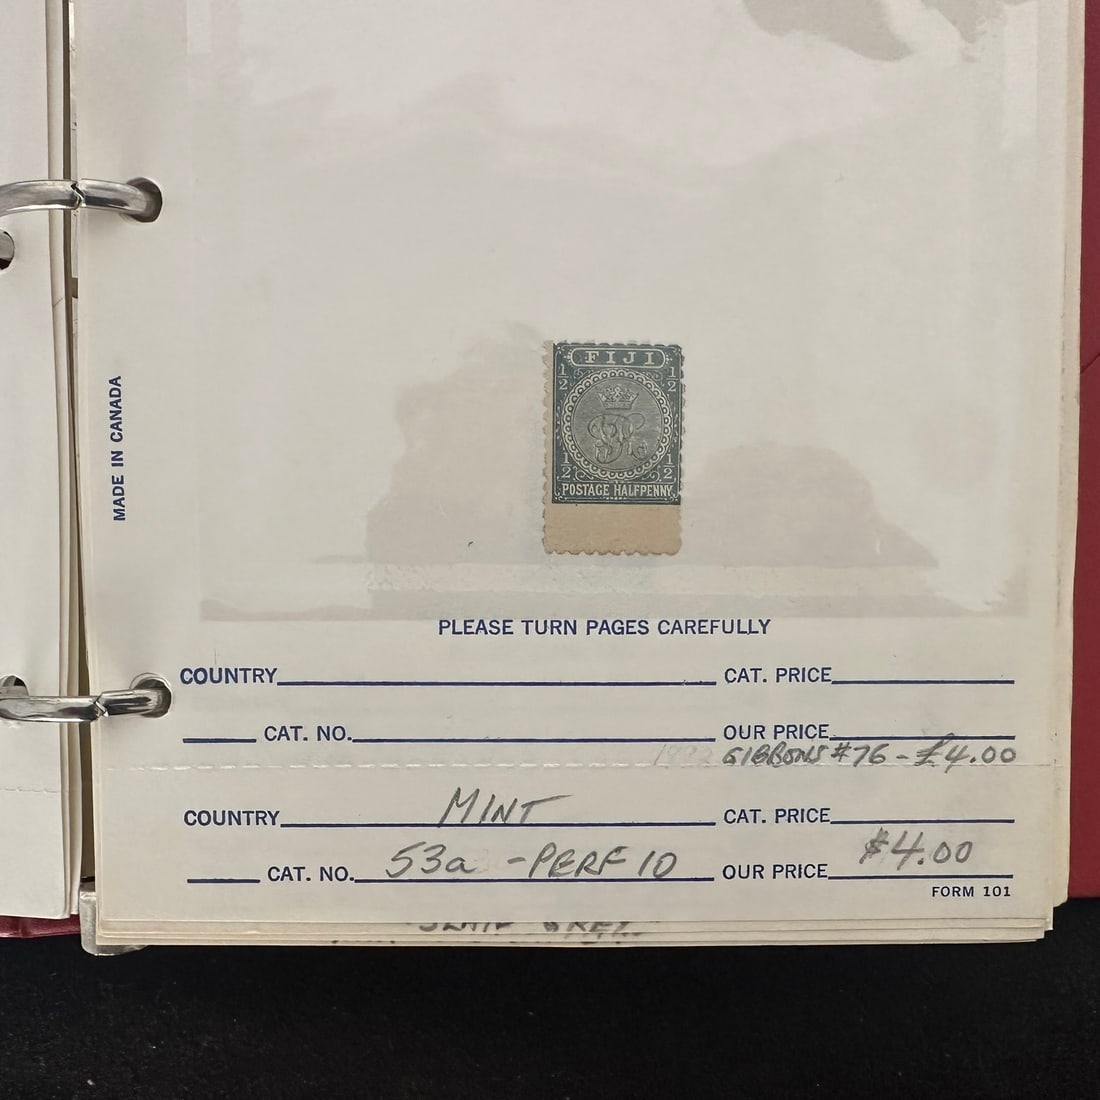 FIJI
1/2 1/2
1/2 1/2
POSTAGE HALFPENNY
MADE IN CANADA
PLEASE TURN PAGES CAREFULLY
COUNTRY CAT. PRICE
CAT. NO. OUR PRICE
GIBBONS #76 - £4.00
COUNTRY MINT CAT. PRICE
CAT. NO. 53a - PERF 10 OUR PRICE $4.00
FORM 101